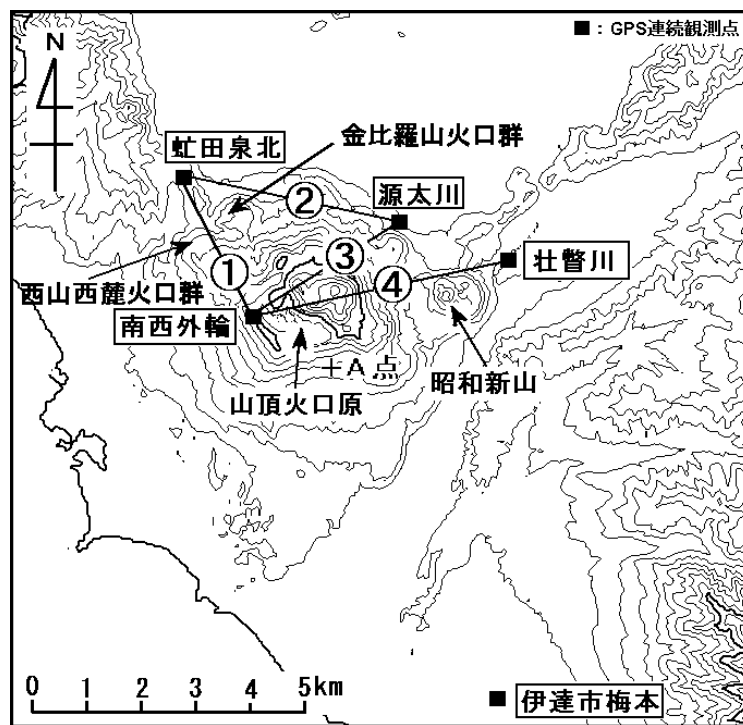 ■：GPS連続観測点
N
金比羅山火口群
虻田泉北
源太川
②
①
③
④
壮瞥川
西山西麓火口群
南西外輪
＋A点
昭和新山
山頂火口原
0 1 2 3 4 5km
■ 伊達市梅本